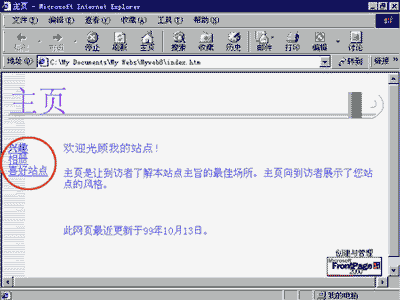 主页 - Microsoft Internet Explorer
文件(F) 编辑(E) 查看(V) 收藏(A) 工具(T) 帮助(H)
后退 前进 停止 刷新 主页 搜索 收藏 历史 邮件 打印 编辑 讨论
地址(D) C:\My Documents\My Webs\Myweb8\index.htm 转到 链接 »
主页
兴趣
相册
喜好站点
欢迎光顾我的站点!
主页是让到访者了解本站点主旨的最佳场所。主页向到访者展示了您站
点的风格。
此网页最近更新于99年10月13日。
创建与管理
Microsoft
FrontPage
我的电脑